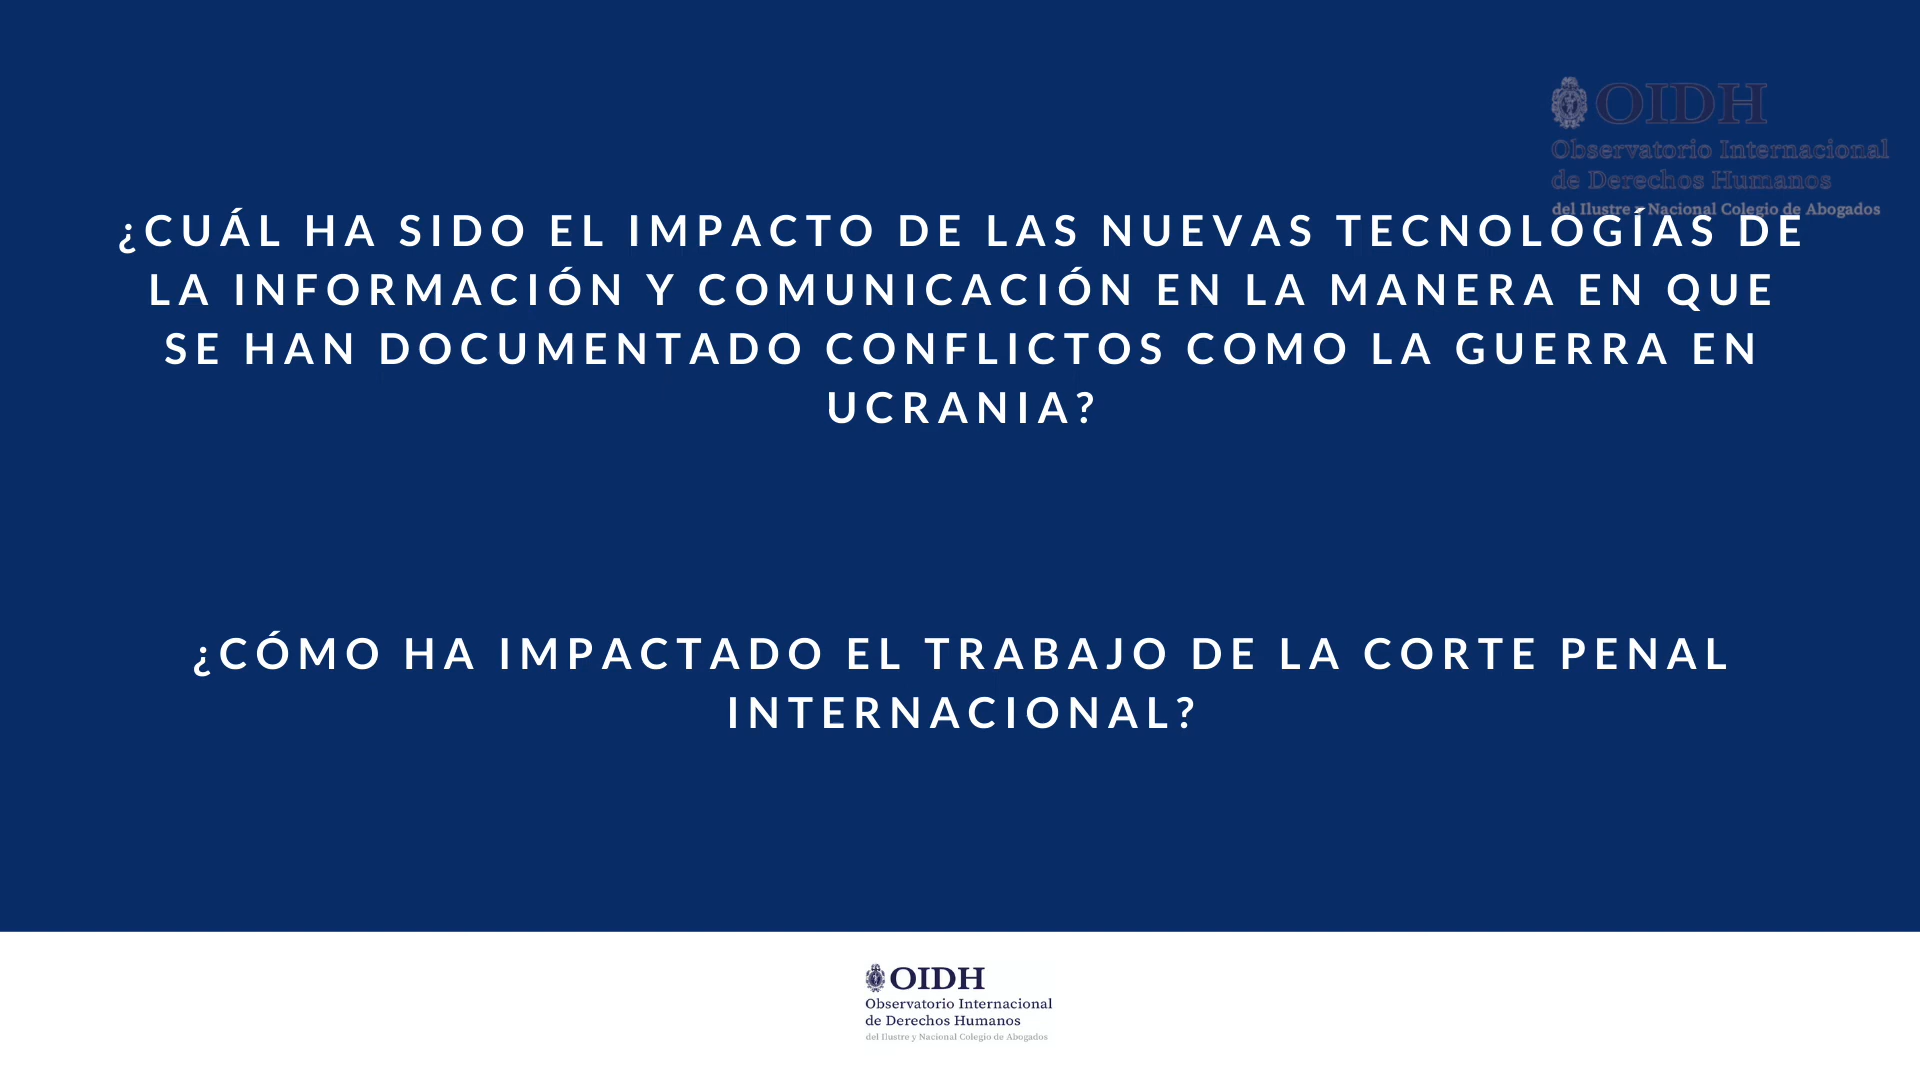 OIDH
Observatorio Internacional
de Derechos Humanos
del Ilustre y Nacional Colegio de Abogados
¿CUÁL HA SIDO EL IMPACTO DE LAS NUEVAS TECNOLOGÍAS DE
LA INFORMACIÓN Y COMUNICACIÓN EN LA MANERA EN QUE
SE HAN DOCUMENTADO CONFLICTOS COMO LA GUERRA EN
UCRANIA?
¿CÓMO HA IMPACTADO EL TRABAJO DE LA CORTE PENAL
INTERNACIONAL?
OIDH
Observatorio Internacional
de Derechos Humanos
del Ilustre y Nacional Colegio de Abogados